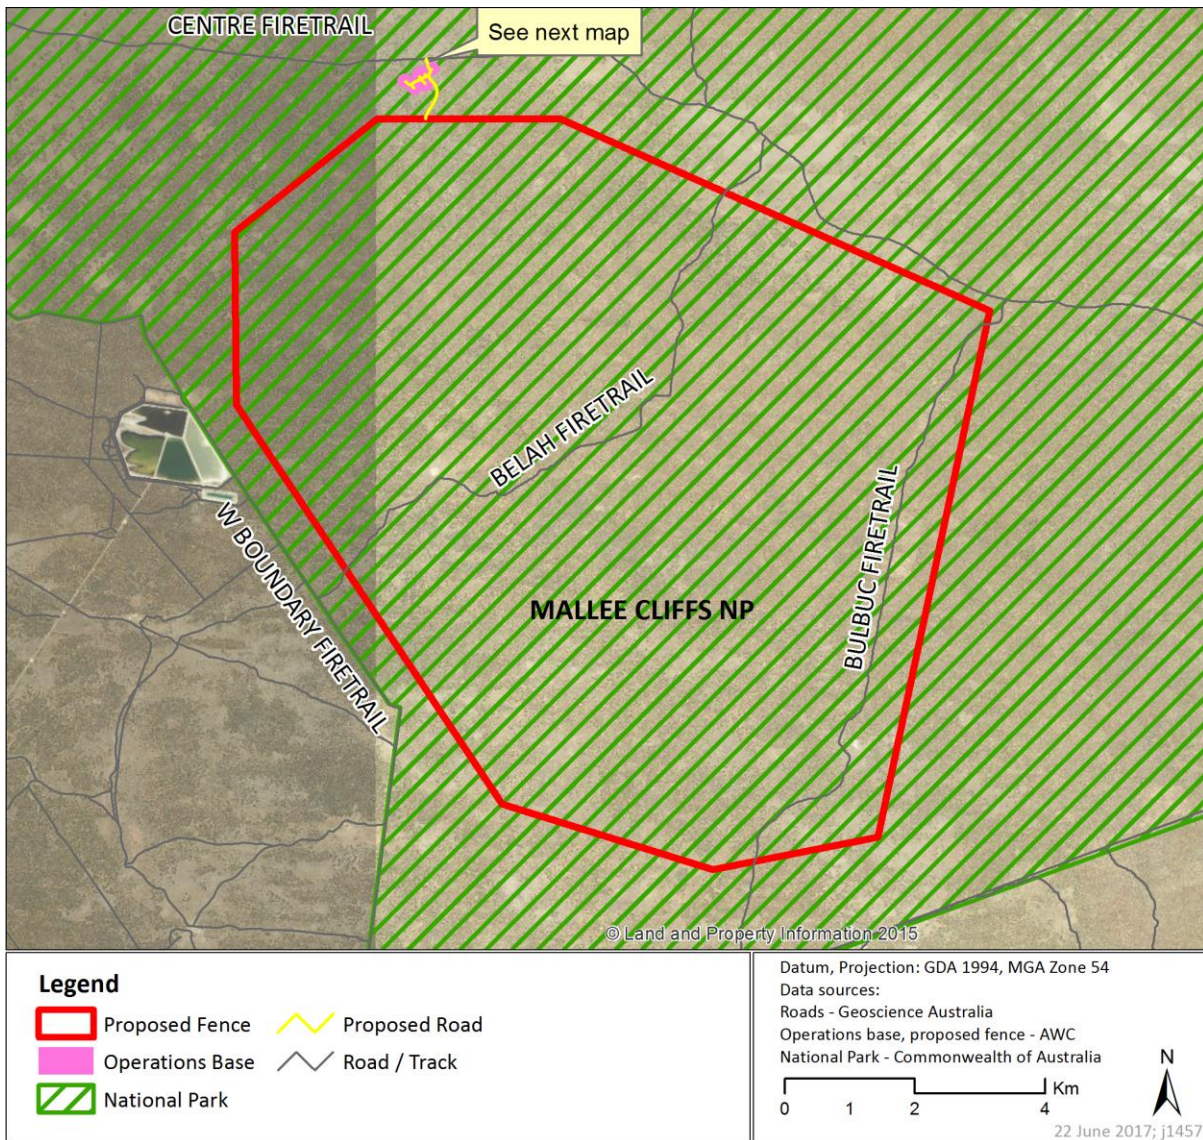 CENTRE FIRETRAIL
See next map
BELAH FIRETRAIL
BULBUC FIRETRAIL
W BOUNDARY FIRETRAIL
MALLEE CLIFFS NP
© Land and Property Information 2015
Legend
Proposed Fence
Proposed Road
Operations Base
Road / Track
National Park
Datum, Projection: GDA 1994, MGA Zone 54
Data sources:
Roads - Geoscience Australia
Operations base, proposed fence - AWC
National Park - Commonwealth of Australia
Km
0 1 2 4
N
22 June 2017; j1457